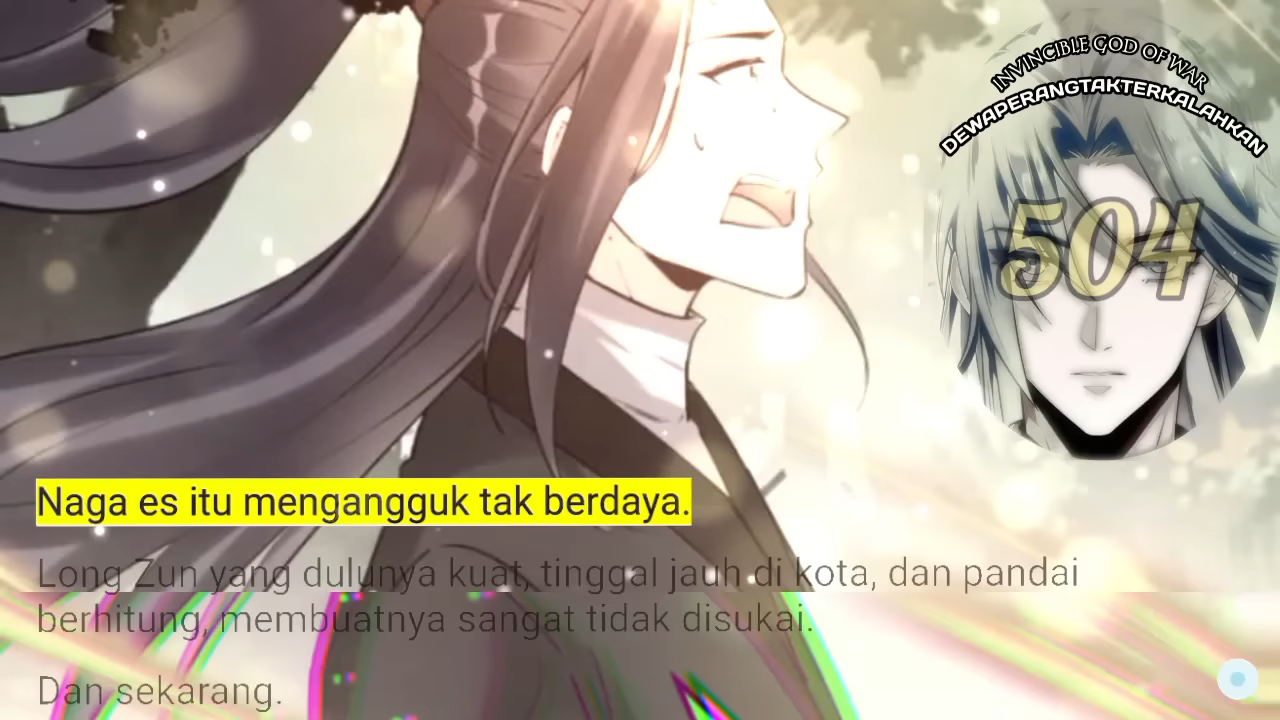 INVINCIBLE GOD OF WAR
DEWAPERANGTAKTERKALAHKAN
504
Naga es itu mengangguk tak berdaya.
Long Zun yang dulunya kuat, tinggal jauh di kota, dan pandai
berhitung, membuatnya sangat tidak disukai.
Dan sekarang.